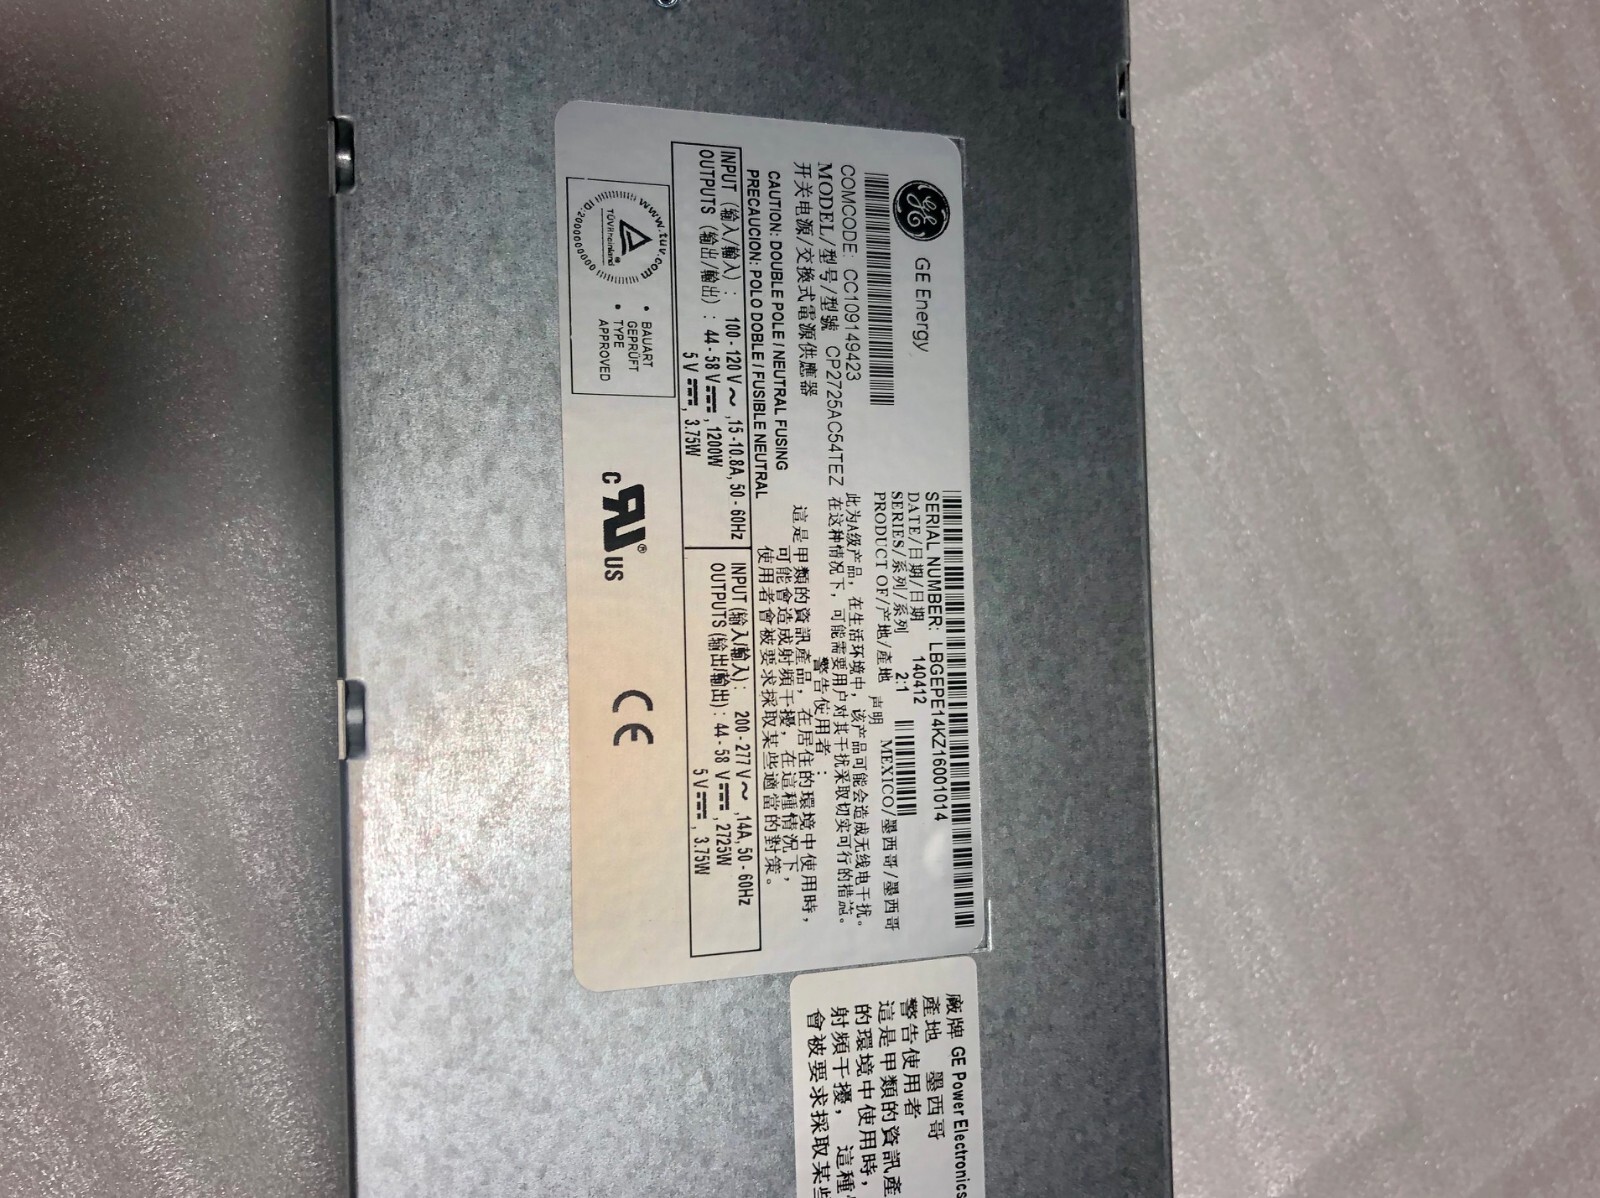 GE
GE Energy
COMCODE: CC109149423
MODEL/型号/型號 CP2725AC54TEZ
开关电源/交換式電源供應器
SERIAL NUMBER: LBGEPE14KZ16001014
DATE/日期/日期 140412
SERIES/系列/系列 2:1
PRODUCT OF/产地/產地 MEXICO/墨西哥/墨西哥
声明
此为A级产品，在生活环境中，该产品可能会造成无线电干扰。
在这种情况下，可能需要用户对其干扰采取切实可行的措施。
警告使用者：
這是甲類的資訊產品，在居住的環境中使用時，
可能會造成射頻干擾，在這種情況下，
使用者會被要求採取某些適當的對策。
CAUTION: DOUBLE POLE / NEUTRAL FUSING
PRECAUCION: POLO DOBLE / FUSIBLE NEUTRAL
INPUT (输入/輸入) : 100 - 120 V ~ , 15 -10.8A, 50 - 60Hz
OUTPUTS (输出/輸出) : 44 - 58 V ⎓ , 1200W
5 V ⎓ , 3.75W
INPUT (输入/輸入) : 200 - 277 V ~ , 14A, 50 - 60Hz
OUTPUTS (输出/輸出) : 44 - 58 V ⎓ , 2725W
5 V ⎓ , 3.75W
www.tuv.com
TÜVRheinland®
ID:2000000000
• BAUART
GEPRÜFT
• TYPE
APPROVED
c RU ® US
CE
廠牌 GE Power Electronics
產地 墨西哥
警告使用者
這是甲類的資訊產
的環境中使用時，
射頻干擾，這種
會被要求採取某些